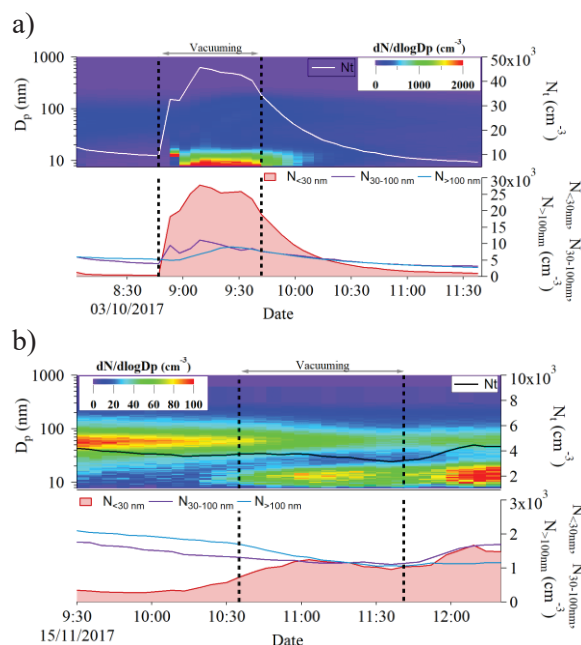 a)
Vacuuming
dN/dlogDp (cm⁻³)
0 1000 2000
Nt
1000
100
10
Dp (nm)
50x10³
40
30
20
10
Nt (cm⁻³)
N<30 nm N30-100 nm N>100nm
30x10³
25
20
15
10
5
0
N<30nm, N30-100nm,
N>100nm (cm⁻³)
8:30 9:00 9:30 10:00 10:30 11:00 11:30
03/10/2017
Date
b)
Vacuuming
dN/dlogDp (cm⁻³)
0 20 40 60 80 100
Nt
1000
100
10
Dp (nm)
10x10³
8
6
4
2
Nt (cm⁻³)
N<30 nm N30-100 nm N>100nm
3x10³
2
1
0
N<30nm, N30-100nm,
N>100nm (cm⁻³)
9:30 10:00 10:30 11:00 11:30 12:00
15/11/2017
Date